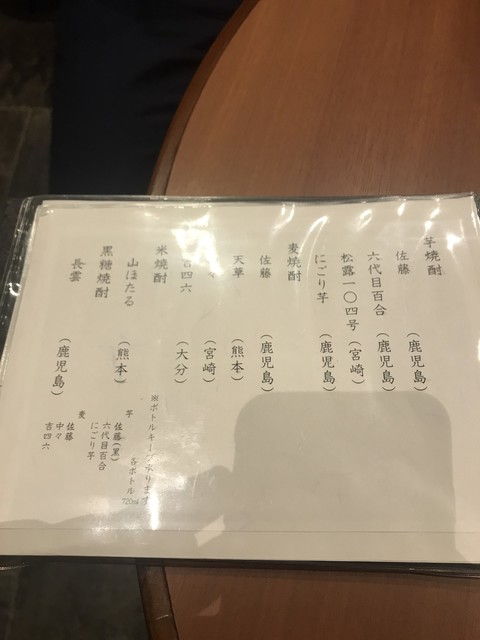 芋焼酎
佐藤（鹿児島）
六代目百合（鹿児島）
松露一〇四号（宮崎）
にごり芋（鹿児島）
麦焼酎
佐藤（鹿児島）
天草（熊本）
々（宮崎）
吉四六（大分）
米焼酎
山ほたる（熊本）
黒糖焼酎
長雲（鹿児島）
※ボトルキープ承ります
各ボトル720ml
芋
佐藤（黒）
六代目百合
にごり芋
麦
佐藤
中々
吉四六